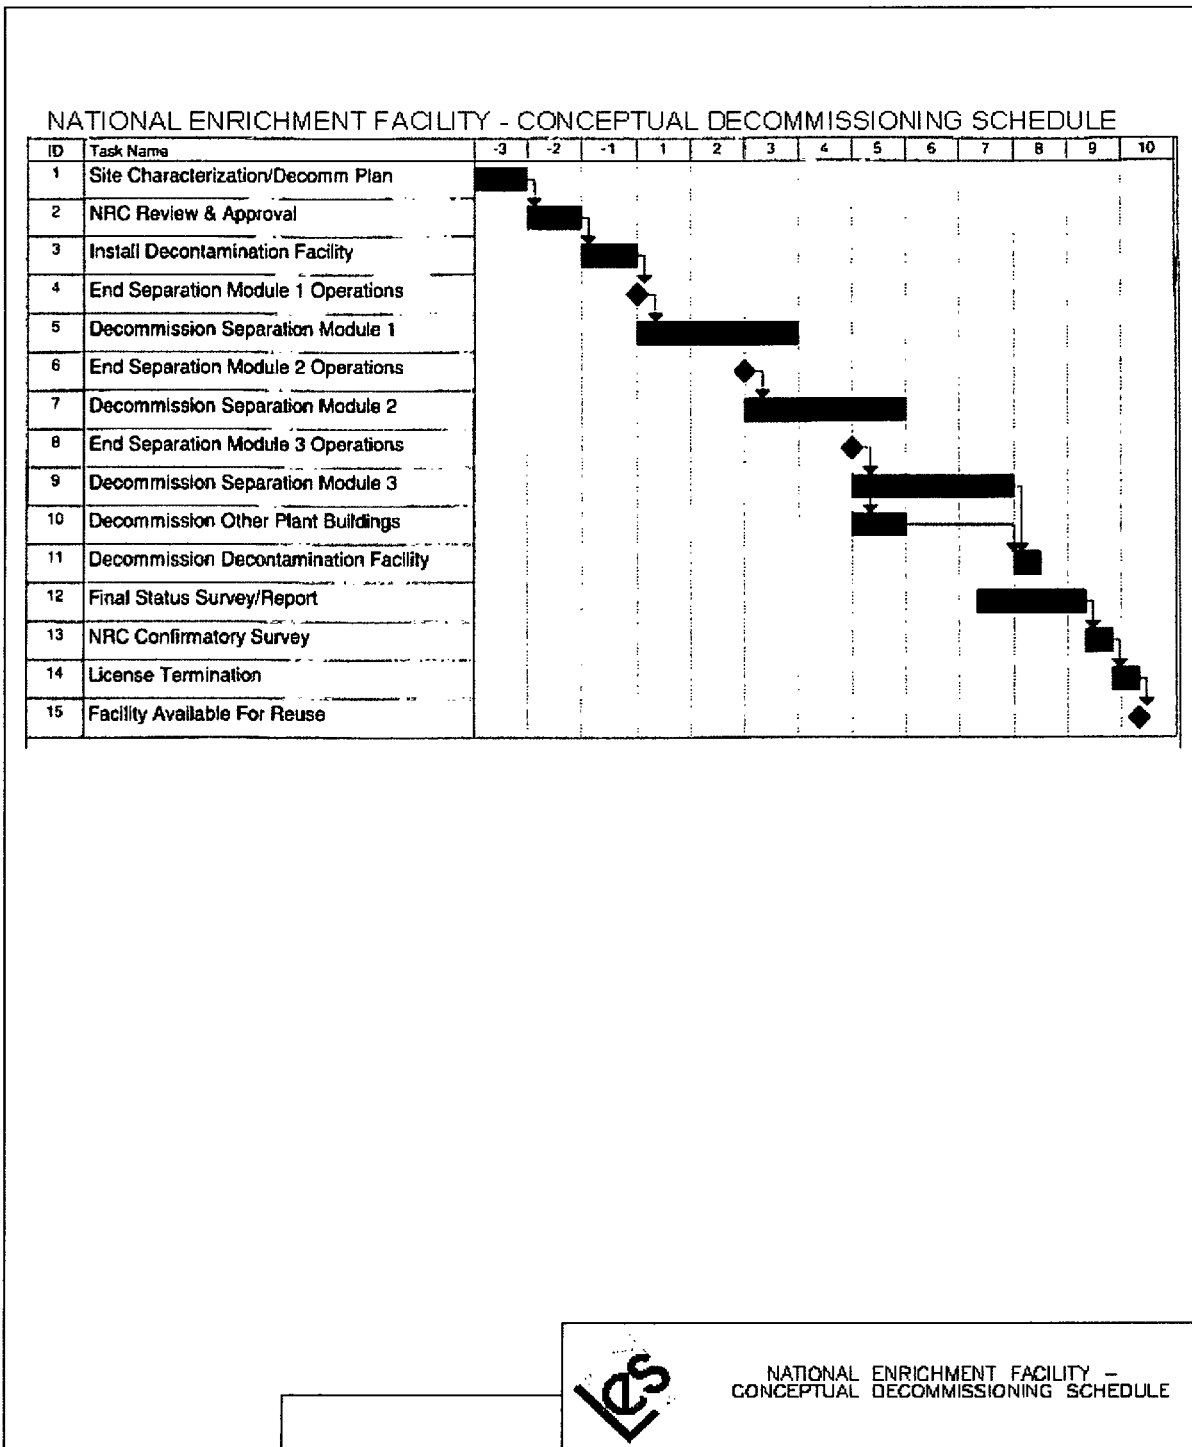 NATIONAL ENRICHMENT FACILITY - CONCEPTUAL DECOMMISSIONING SCHEDULE
ID Task Name -3 -2 -1 1 2 3 4 5 6 7 8 9 10
1 Site Characterization/Decomm Plan
2 NRC Review & Approval
3 Install Decontamination Facility
4 End Separation Module 1 Operations
5 Decommission Separation Module 1
6 End Separation Module 2 Operations
7 Decommission Separation Module 2
8 End Separation Module 3 Operations
9 Decommission Separation Module 3
10 Decommission Other Plant Buildings
11 Decommission Decontamination Facility
12 Final Status Survey/Report
13 NRC Confirmatory Survey
14 License Termination
15 Facility Available For Reuse
Les
NATIONAL ENRICHMENT FACILITY –
CONCEPTUAL DECOMMISSIONING SCHEDULE